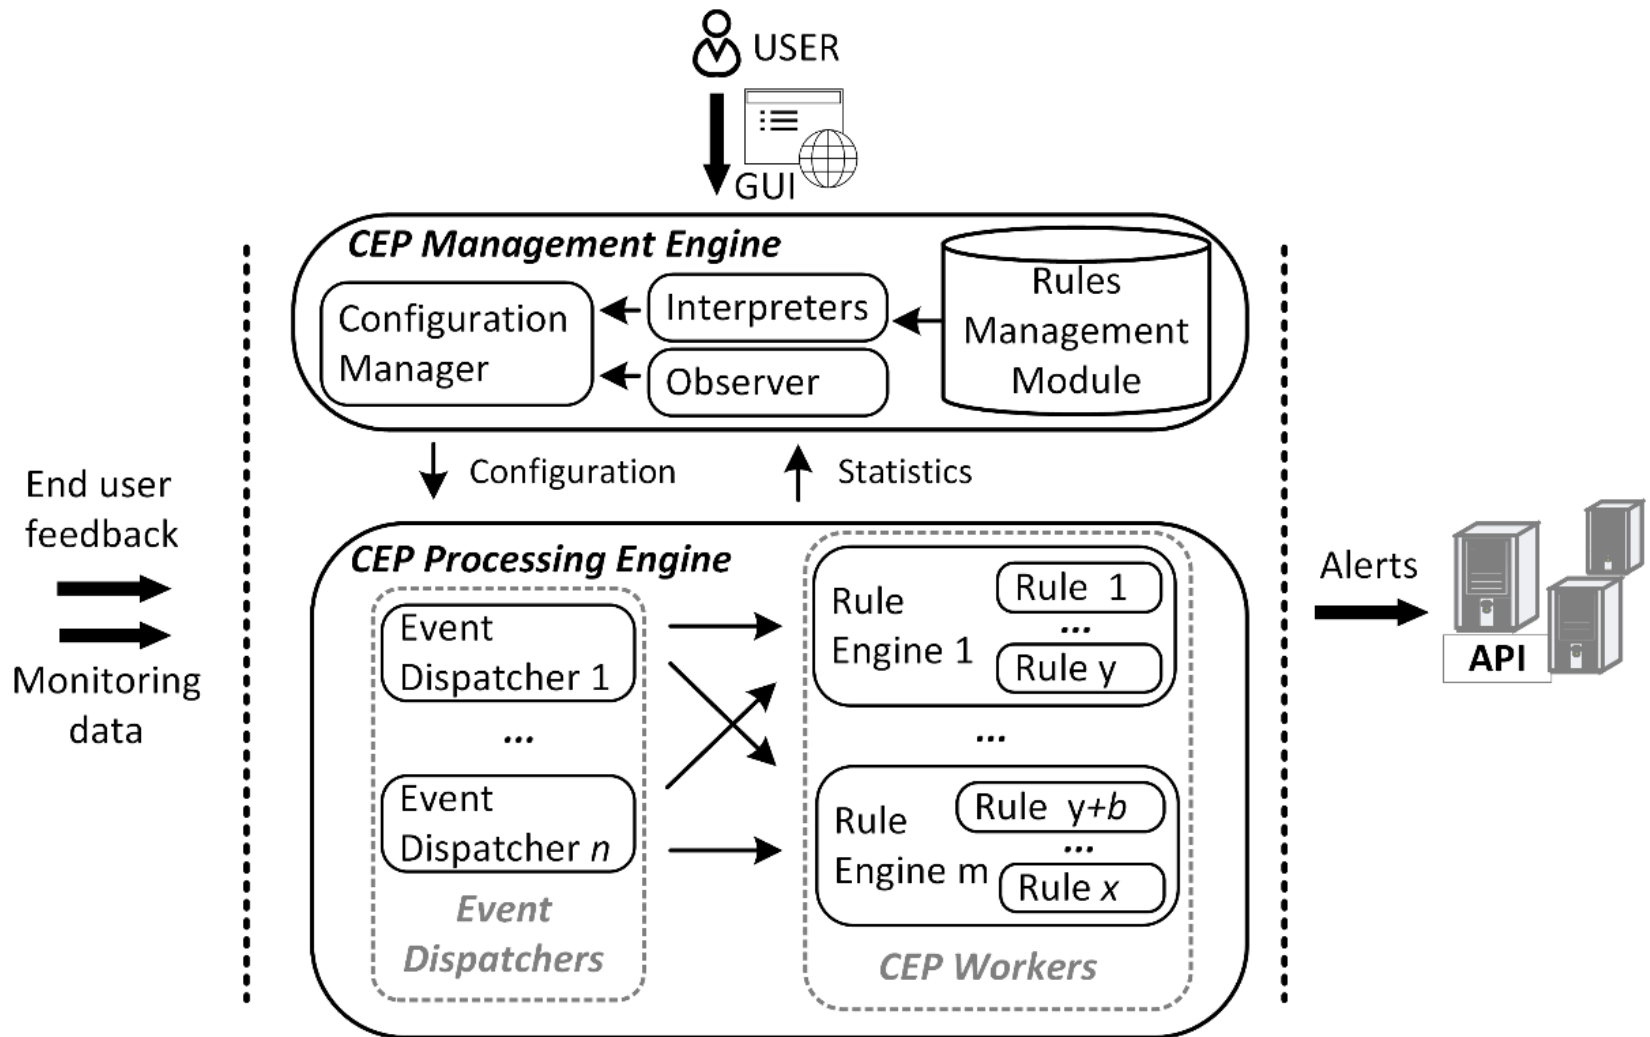 USER
GUI
CEP Management Engine
Configuration
Manager
Interpreters
Observer
Rules
Management
Module
Configuration
Statistics
End user
feedback
Monitoring
data
CEP Processing Engine
Event
Dispatcher 1
...
Event
Dispatcher n
Event
Dispatchers
Rule
Engine 1
Rule 1
...
Rule y
...
Rule
Engine m
Rule y+b
...
Rule x
CEP Workers
Alerts
API